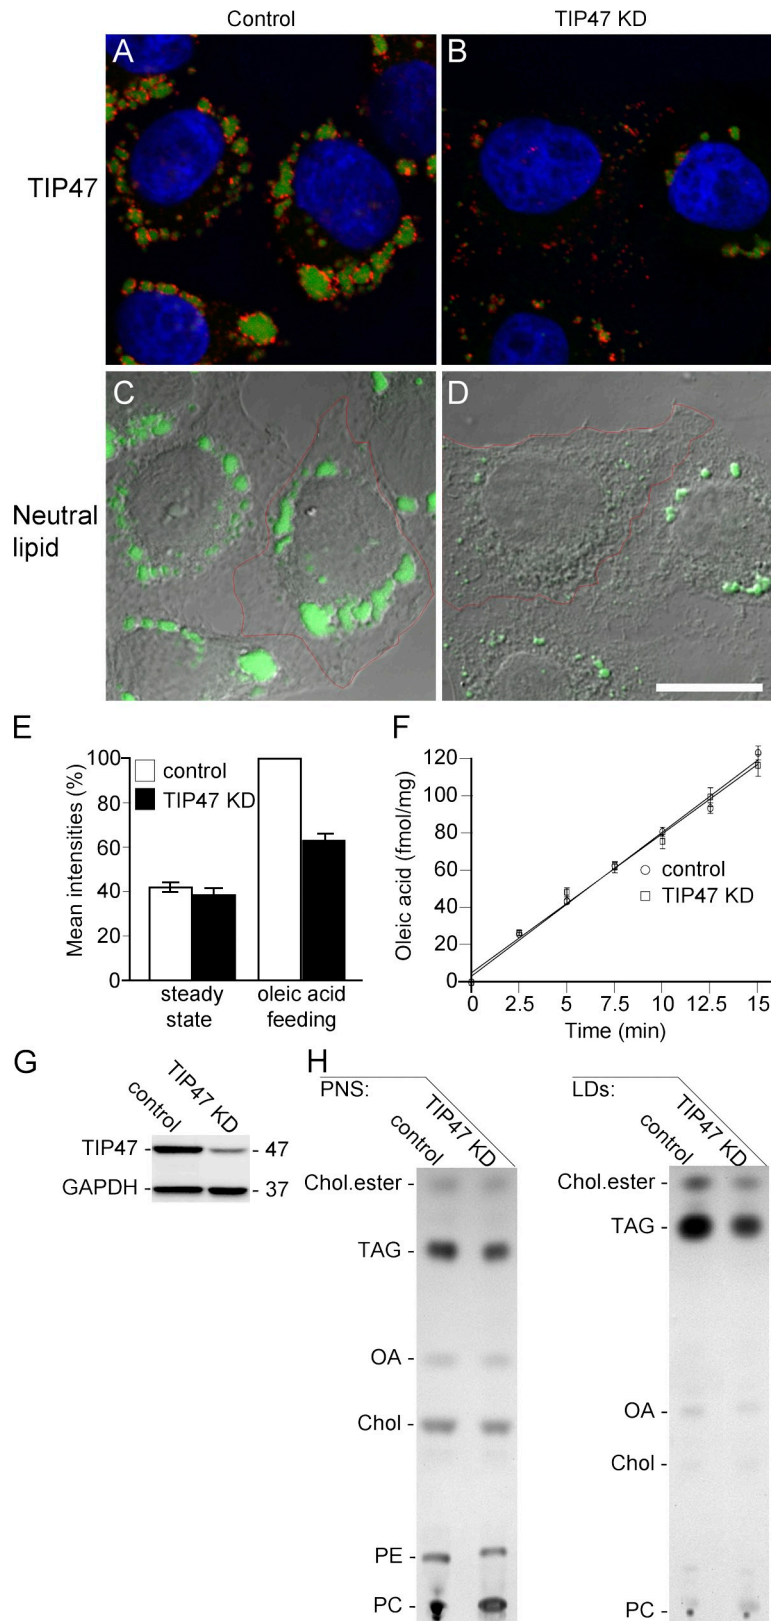 Control TIP47 KD
A B
TIP47
C D
Neutral
lipid
E
Mean intensities (%)
100
80
60
40
20
0
control
TIP47 KD
steady
state
oleic acid
feeding
F
Oleic acid (fmol/mg)
120
100
80
60
40
20
0
control
TIP47 KD
0 2.5 5 7.5 10 12.5 15
Time (min)
G
control TIP47 KD
TIP47 - - 47
GAPDH - - 37
H
PNS:
control TIP47 KD
Chol.ester -
TAG -
OA -
Chol -
PE -
PC -
LDs:
control TIP47 KD
Chol.ester -
TAG -
OA -
Chol -
PC -